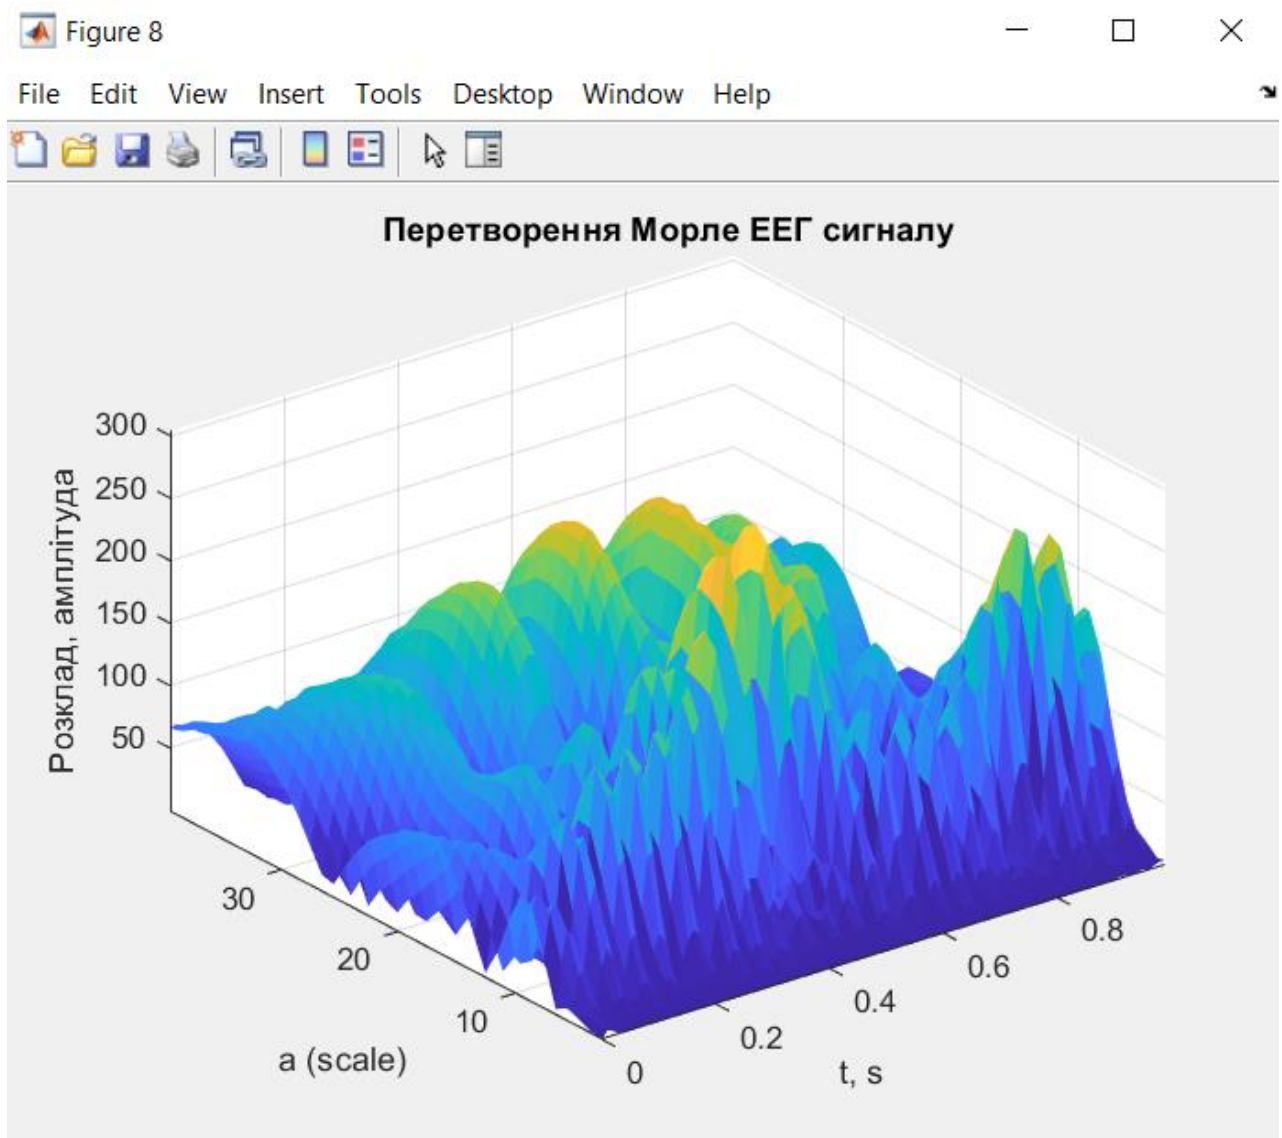 Figure 8
File Edit View Insert Tools Desktop Window Help
Перетворення Морле ЕЕГ сигналу
300
250
200
150
100
50
Розклад, амплітуда
30
20
10
a (scale)
0
0.2
0.4
0.6
0.8
t, s